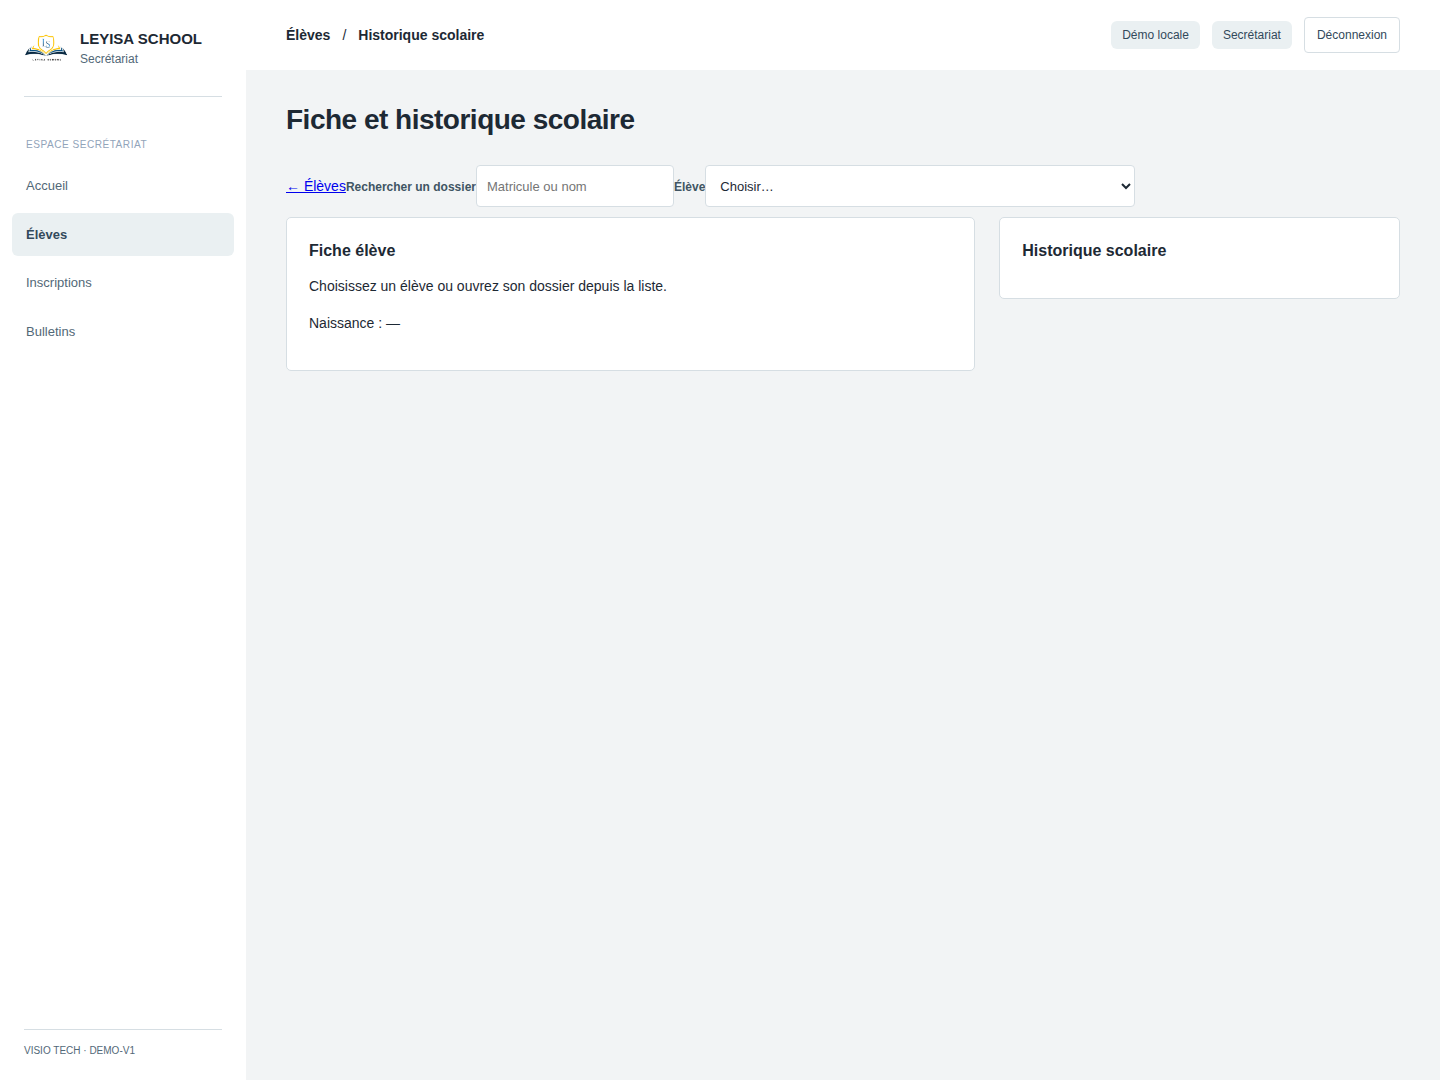 LEYISA SCHOOL
Secrétariat
ESPACE SECRÉTARIAT
Accueil
Élèves
Inscriptions
Bulletins
VISIO TECH · DEMO-V1
Élèves / Historique scolaire
Démo locale
Secrétariat
Déconnexion
Fiche et historique scolaire
← Élèves Rechercher un dossier Matricule ou nom Élève Choisir…
Fiche élève
Choisissez un élève ou ouvrez son dossier depuis la liste.
Naissance : —
Historique scolaire